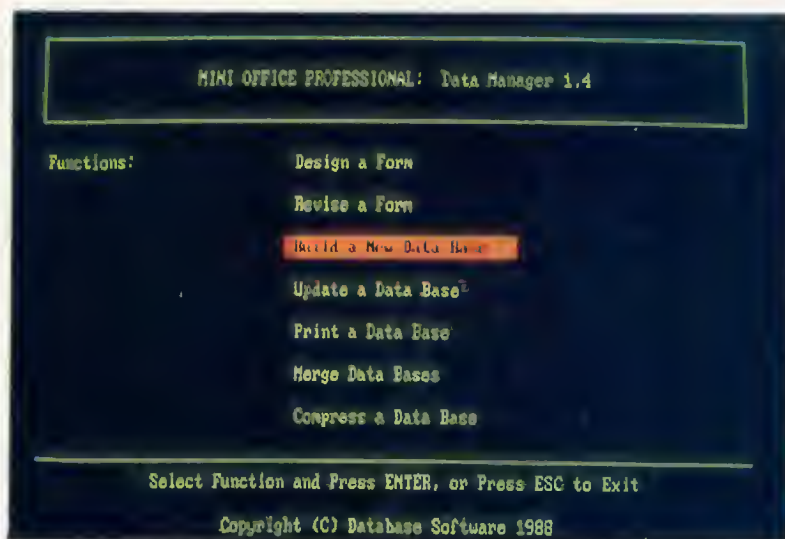 MINI OFFICE PROFESSIONAL: Data Manager 1.4
Functions:
Design a Form
Revise a Form
Build a New Data Base
Update a Data Base
Print a Data Base
Merge Data Bases
Compress a Data Base
Select Function and Press ENTER, or Press ESC to Exit
Copyright (C) Database Software 1988